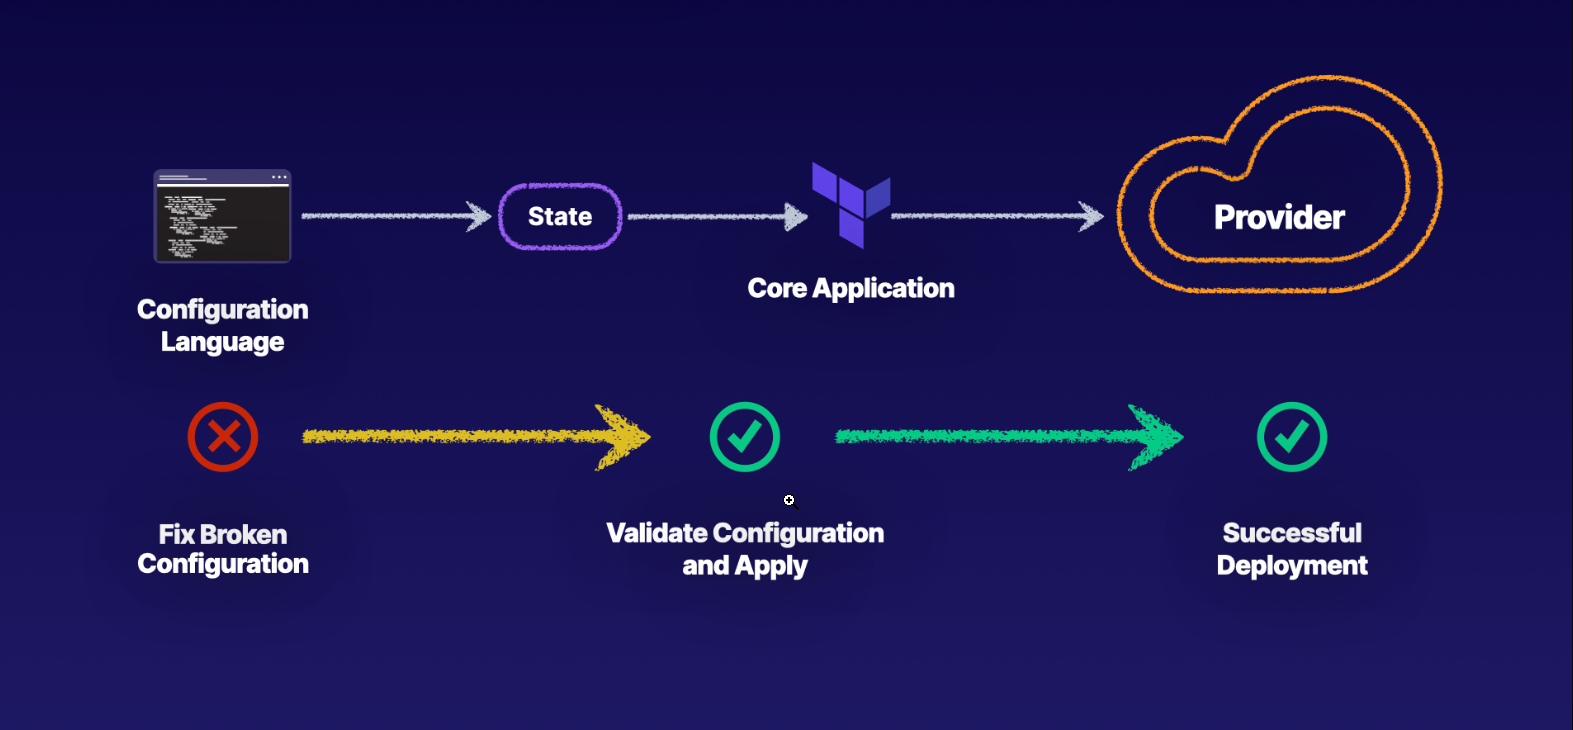 State
Provider
Core Application
Configuration
Language
Fix Broken
Configuration
Validate Configuration
and Apply
Successful
Deployment